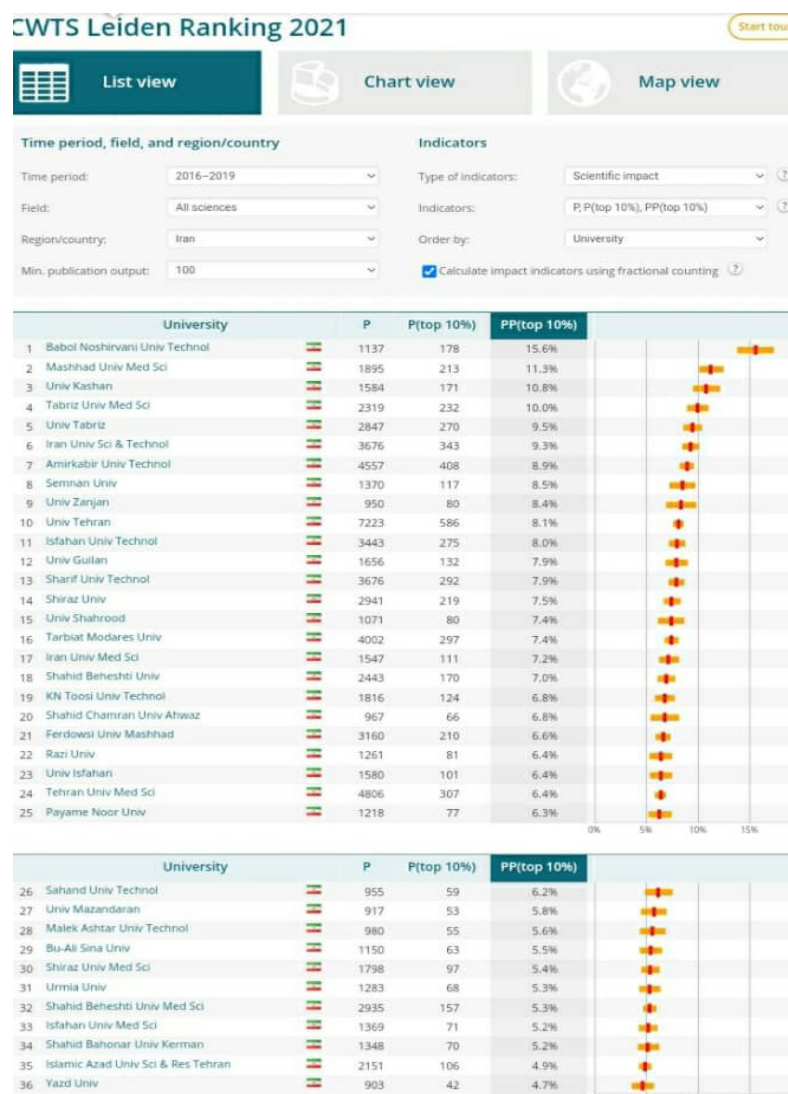 CWTS Leiden Ranking 2021
Start tour
List view
Chart view
Map view
Time period, field, and region/country
Indicators
Time period: 2016–2019
Type of indicators: Scientific impact ?
Field: All sciences
Indicators: P, P(top 10%), PP(top 10%) ?
Region/country: Iran
Order by: University
Min. publication output: 100
Calculate impact indicators using fractional counting ?
University P P(top 10%) PP(top 10%)
1 Babol Noshirvani Univ Technol 1137 178 15.6%
2 Mashhad Univ Med Sci 1895 213 11.3%
3 Univ Kashan 1584 171 10.8%
4 Tabriz Univ Med Sci 2319 232 10.0%
5 Univ Tabriz 2847 270 9.5%
6 Iran Univ Sci & Technol 3676 343 9.3%
7 Amirkabir Univ Technol 4557 408 8.9%
8 Semnan Univ 1370 117 8.5%
9 Univ Zanjan 950 80 8.4%
10 Univ Tehran 7223 586 8.1%
11 Isfahan Univ Technol 3443 275 8.0%
12 Univ Guilan 1656 132 7.9%
13 Sharif Univ Technol 3676 292 7.9%
14 Shiraz Univ 2941 219 7.5%
15 Univ Shahrood 1071 80 7.4%
16 Tarbiat Modares Univ 4002 297 7.4%
17 Iran Univ Med Sci 1547 111 7.2%
18 Shahid Beheshti Univ 2443 170 7.0%
19 KN Toosi Univ Technol 1816 124 6.8%
20 Shahid Chamran Univ Ahwaz 967 66 6.8%
21 Ferdowsi Univ Mashhad 3160 210 6.6%
22 Razi Univ 1261 81 6.4%
23 Univ Isfahan 1580 101 6.4%
24 Tehran Univ Med Sci 4806 307 6.4%
25 Payame Noor Univ 1218 77 6.3%
0% 5% 10% 15%
University P P(top 10%) PP(top 10%)
26 Sahand Univ Technol 955 59 6.2%
27 Univ Mazandaran 917 53 5.8%
28 Malek Ashtar Univ Technol 980 55 5.6%
29 Bu-Ali Sina Univ 1150 63 5.5%
30 Shiraz Univ Med Sci 1798 97 5.4%
31 Urmia Univ 1283 68 5.3%
32 Shahid Beheshti Univ Med Sci 2935 157 5.3%
33 Isfahan Univ Med Sci 1369 71 5.2%
34 Shahid Bahonar Univ Kerman 1348 70 5.2%
35 Islamic Azad Univ Sci & Res Tehran 2151 106 4.9%
36 Yazd Univ 903 42 4.7%